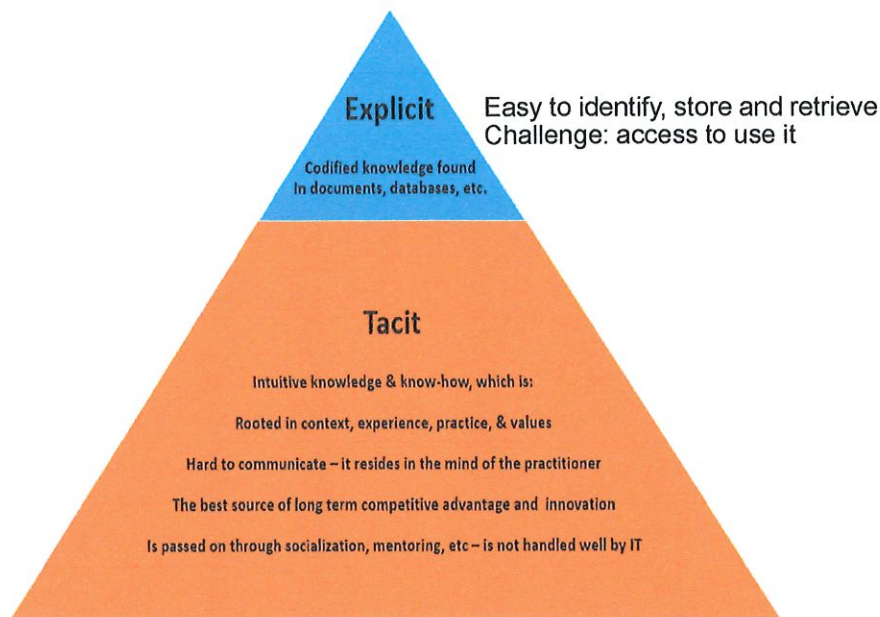 Explicit
Easy to identify, store and retrieve
Challenge: access to use it
Codified knowledge found
In documents, databases, etc.
Tacit
Intuitive knowledge & know-how, which is:
Rooted in context, experience, practice, & values
Hard to communicate – it resides in the mind of the practitioner
The best source of long term competitive advantage and innovation
Is passed on through socialization, mentoring, etc – is not handled well by IT